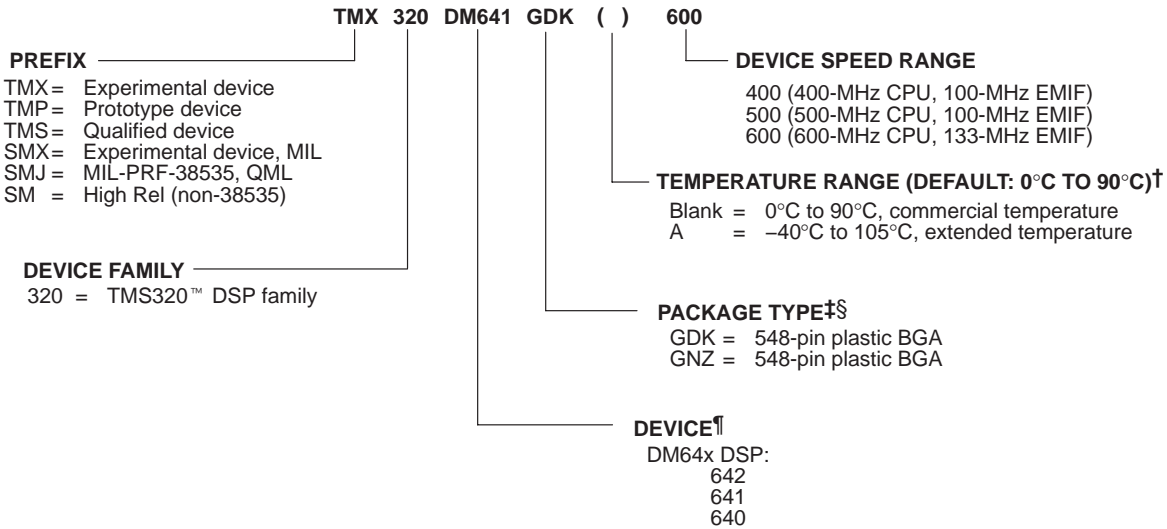 TMX 320 DM641 GDK ( ) 600
PREFIX
TMX = Experimental device
TMP = Prototype device
TMS = Qualified device
SMX = Experimental device, MIL
SMJ = MIL-PRF-38535, QML
SM = High Rel (non-38535)
DEVICE SPEED RANGE
400 (400-MHz CPU, 100-MHz EMIF)
500 (500-MHz CPU, 100-MHz EMIF)
600 (600-MHz CPU, 133-MHz EMIF)
TEMPERATURE RANGE (DEFAULT: 0°C TO 90°C)†
Blank = 0°C to 90°C, commercial temperature
A = −40°C to 105°C, extended temperature
DEVICE FAMILY
320 = TMS320™ DSP family
PACKAGE TYPE‡§
GDK = 548-pin plastic BGA
GNZ = 548-pin plastic BGA
DEVICE¶
DM64x DSP:
642
641
640